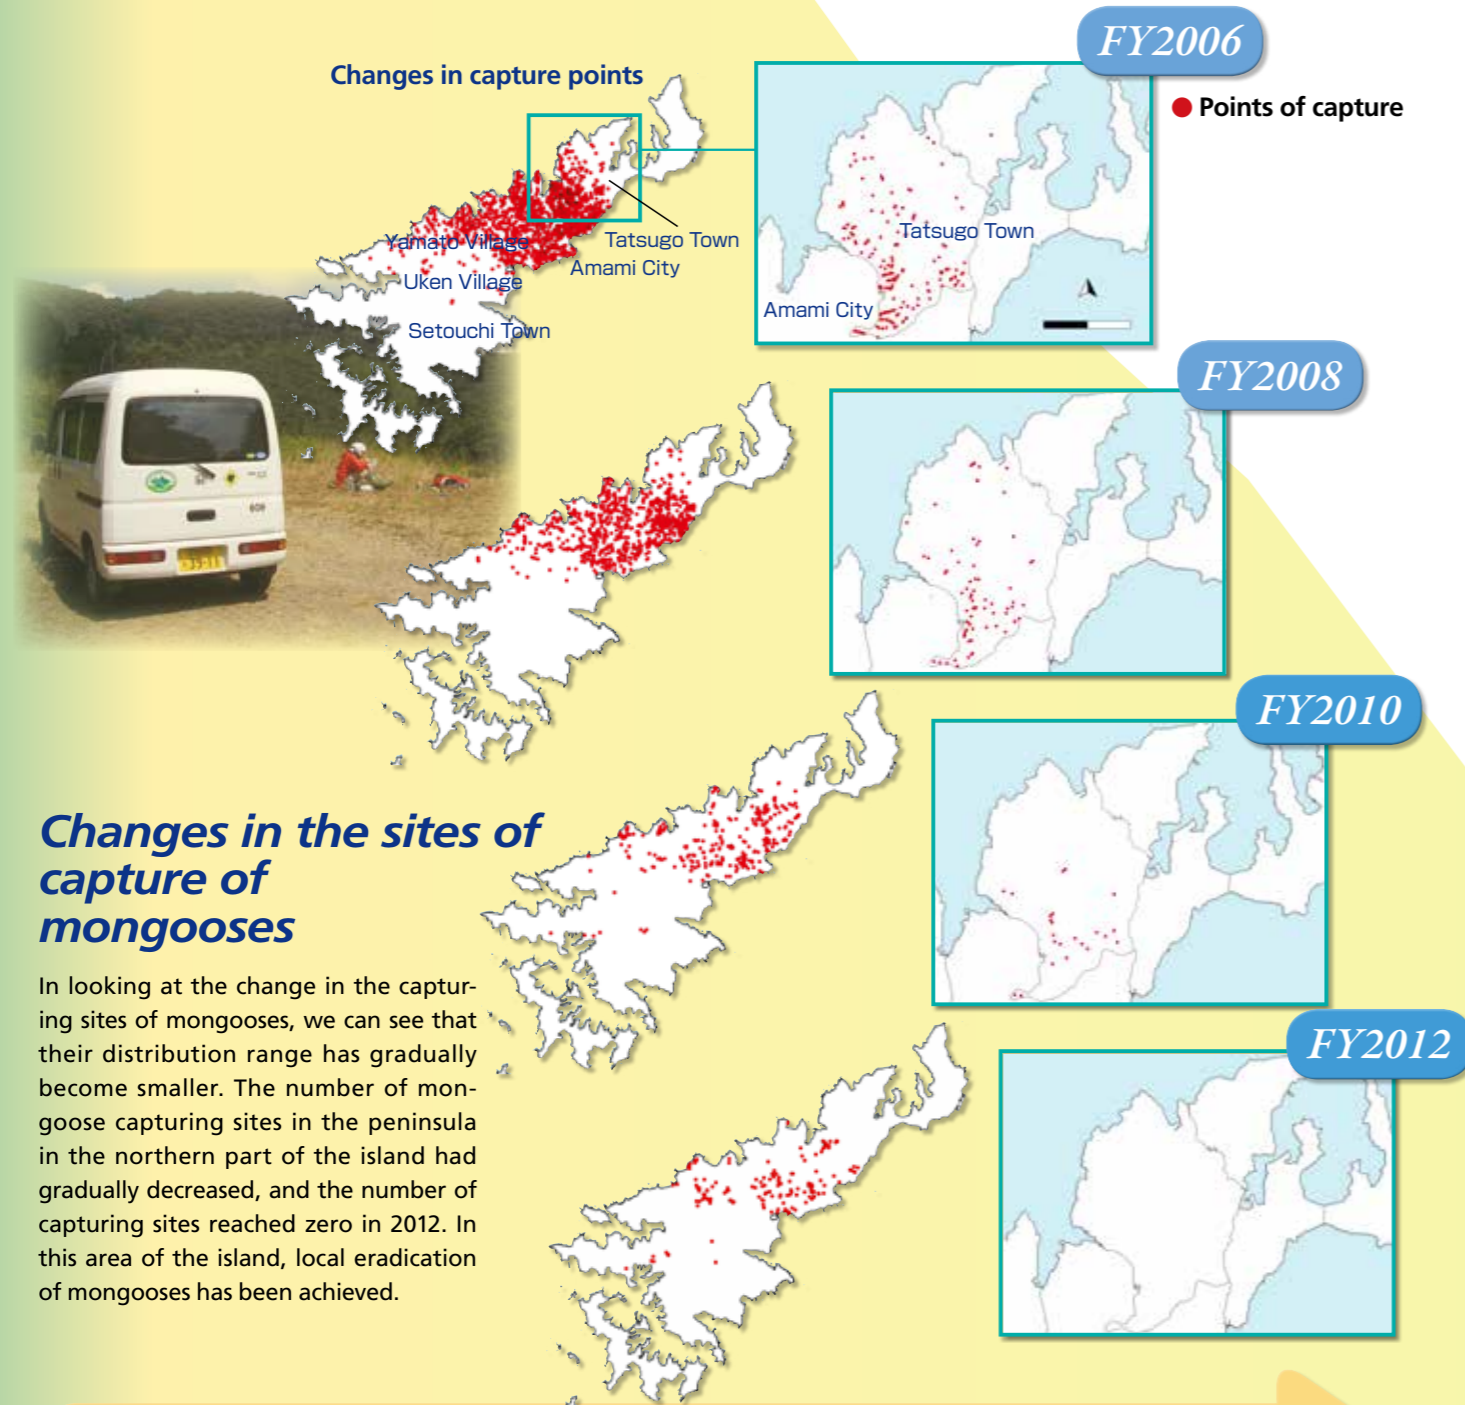 FY2006
Changes in capture points
Points of capture
Tatsugo Town
Yamato Village
Tatsugo Town
Amami City
Uken Village
Amami City
Setouchi Town
FY2008
FY2010
Changes in the sites of
capture of
mongooses
In looking at the change in the captur-
ing sites of mongooses, we can see that
their distribution range has gradually
become smaller. The number of mon-
goose capturing sites in the peninsula
in the northern part of the island had
gradually decreased, and the number of
capturing sites reached zero in 2012. In
this area of the island, local eradication
of mongooses has been achieved.
FY2012